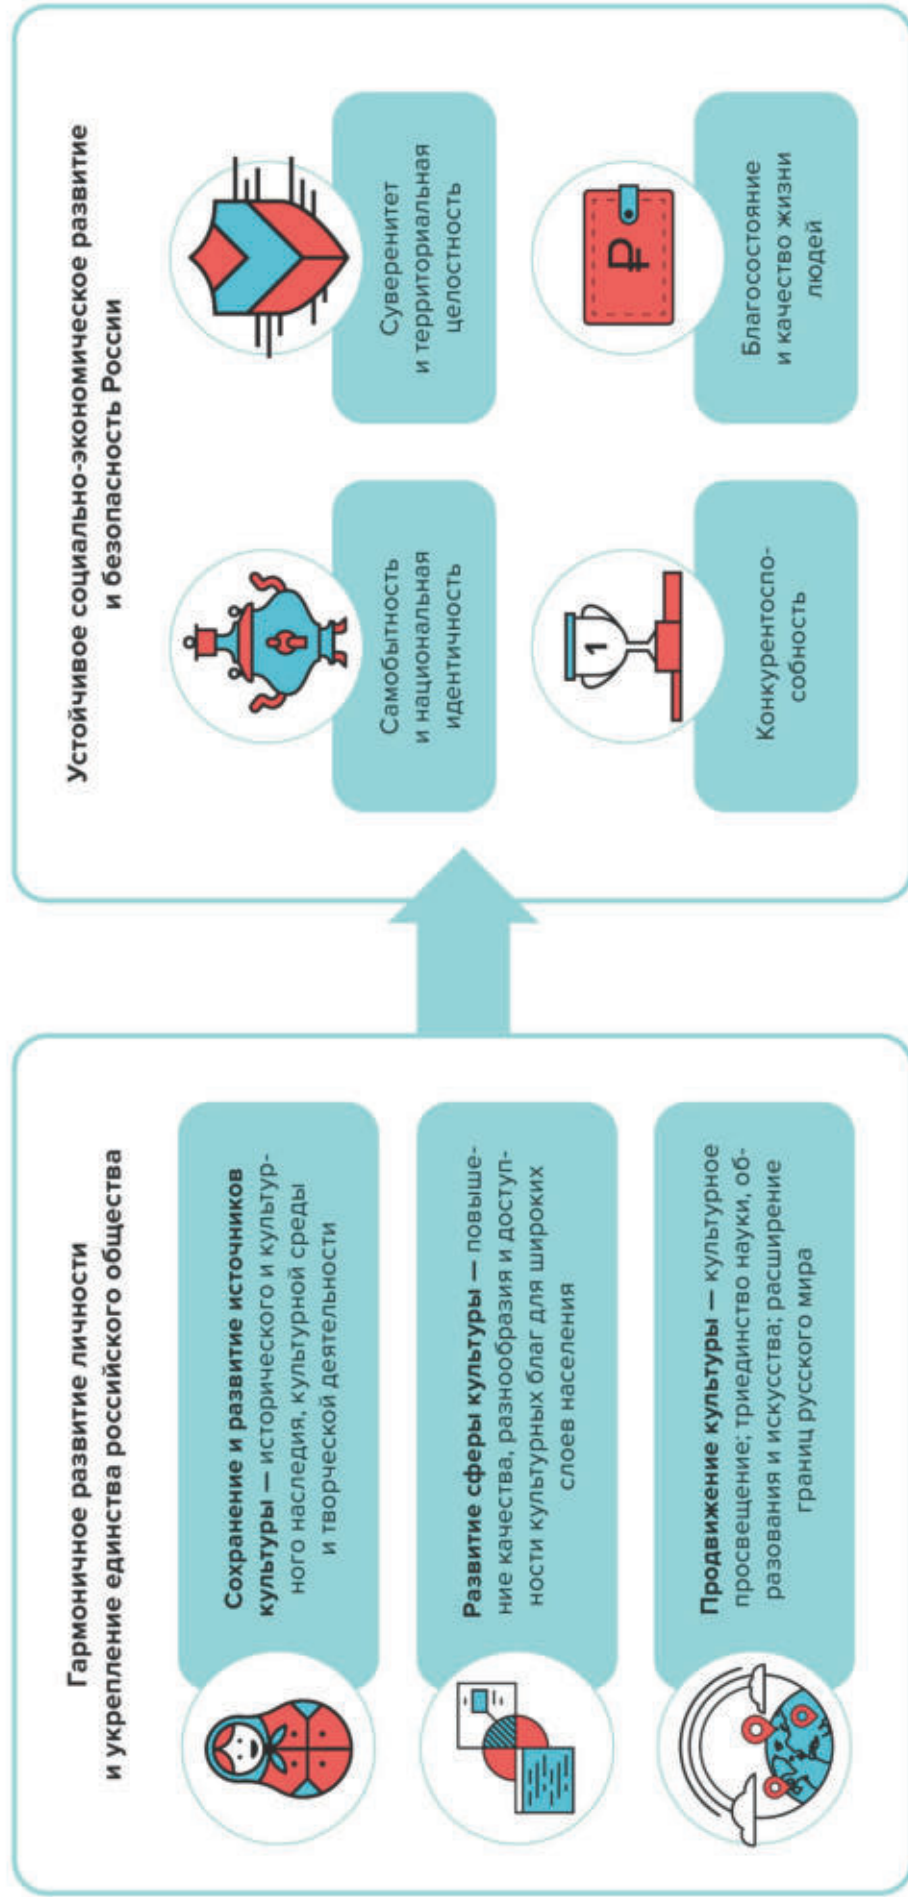 Гармоничное развитие личности
и укрепление единства российского общества
Сохранение и развитие источников
культуры — исторического и культур-
ного наследия, культурной среды
и творческой деятельности
Развитие сферы культуры — повыше-
ние качества, разнообразия и доступ-
ности культурных благ для широких
слоев населения
Продвижение культуры — культурное
просвещение; триединство науки, об-
разования и искусства; расширение
границ русского мира
Устойчивое социально-экономическое развитие
и безопасность России
Самобытность
и национальная
идентичность
Суверенитет
и территориальная
целостность
1
Конкурентоспо-
собность
₽
Благосостояние
и качество жизни
людей